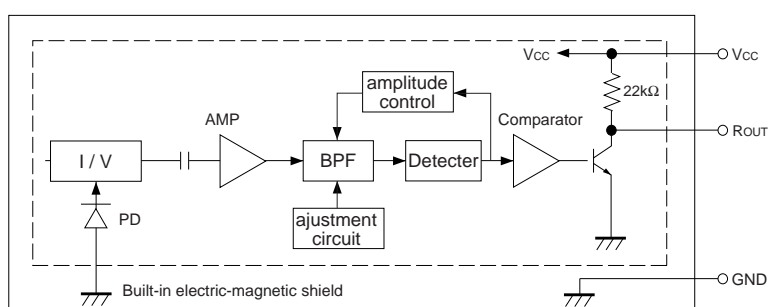 Vcc
Vcc
amplitude
control
22kΩ
AMP
Comparator
ROUT
I / V
BPF
Detecter
PD
ajustment
circuit
Built-in electric-magnetic shield
GND